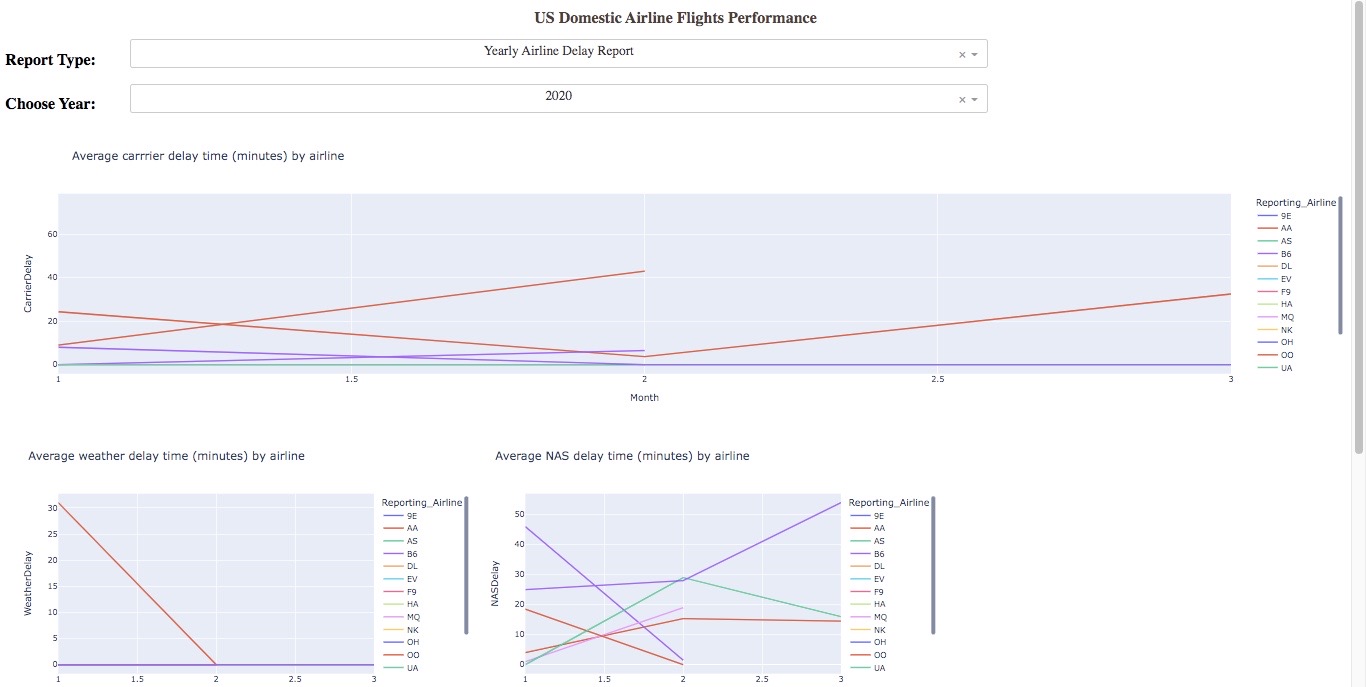 US Domestic Airline Flights Performance
Report Type:
Yearly Airline Delay Report
Choose Year:
2020
Average carrrier delay time (minutes) by airline
CarrierDelay
60
40
20
0
1
1.5
2
2.5
3
Month
Reporting_Airline
9E
AA
AS
B6
DL
EV
F9
HA
MQ
NK
OH
OO
UA
Average weather delay time (minutes) by airline
WeatherDelay
30
25
20
15
10
5
0
1
1.5
2
2.5
3
Reporting_Airline
9E
AA
AS
B6
DL
EV
F9
HA
MQ
NK
OH
OO
UA
Average NAS delay time (minutes) by airline
NASDelay
50
40
30
20
10
0
1
1.5
2
2.5
3
Reporting_Airline
9E
AA
AS
B6
DL
EV
F9
HA
MQ
NK
OH
OO
UA